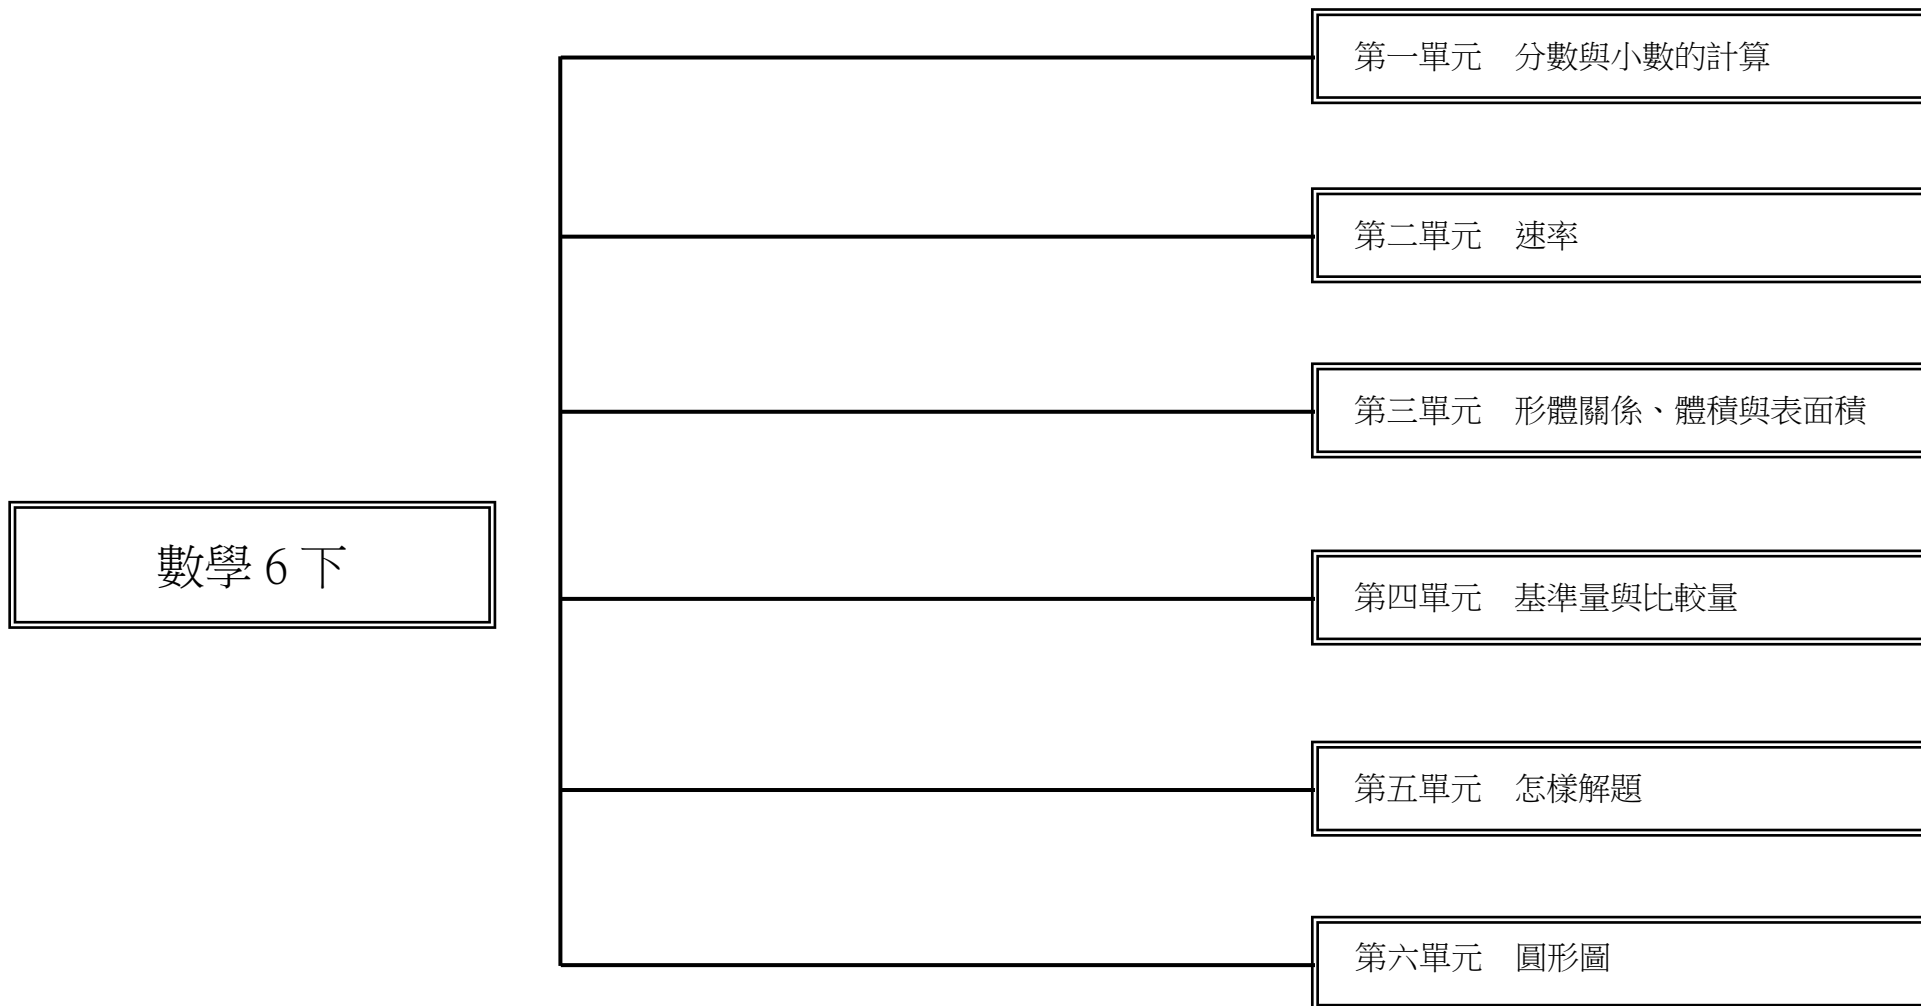 第一單元　分數與小數的計算
第二單元　速率
第三單元　形體關係、體積與表面積
數學 6 下
第四單元　基準量與比較量
第五單元　怎樣解題
第六單元　圓形圖